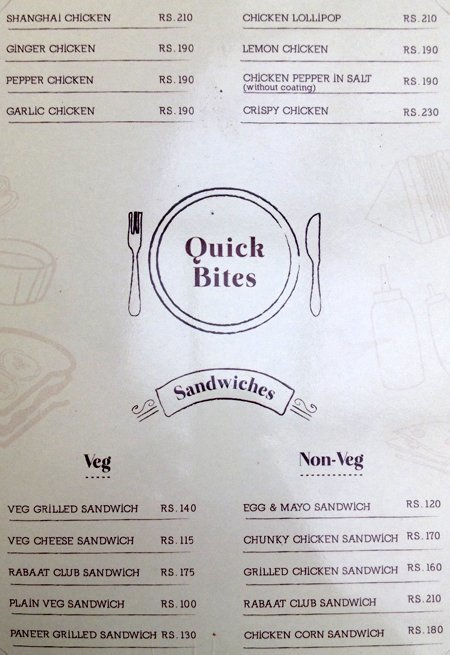 SHANGHAI CHICKEN RS. 210
GINGER CHICKEN RS. 190
PEPPER CHICKEN RS. 190
GARLIC CHICKEN RS. 190
CHICKEN LOLLIPOP RS. 210
LEMON CHICKEN RS. 190
CHICKEN PEPPER IN SALT RS. 190
(without coating)
CRISPY CHICKEN RS. 230
Quick
Bites
Sandwiches
Veg
VEG GRILLED SANDWICH RS. 140
VEG CHEESE SANDWICH RS. 115
RABAAT CLUB SANDWICH RS. 175
PLAIN VEG SANDWICH RS. 100
PANEER GRILLED SANDWICH RS. 130
Non-Veg
EGG & MAYO SANDWICH RS. 120
CHUNKY CHICKEN SANDWICH RS. 170
GRILLED CHICKEN SANDWICH RS. 160
RABAAT CLUB SANDWICH RS. 210
CHICKEN CORN SANDWICH RS. 180